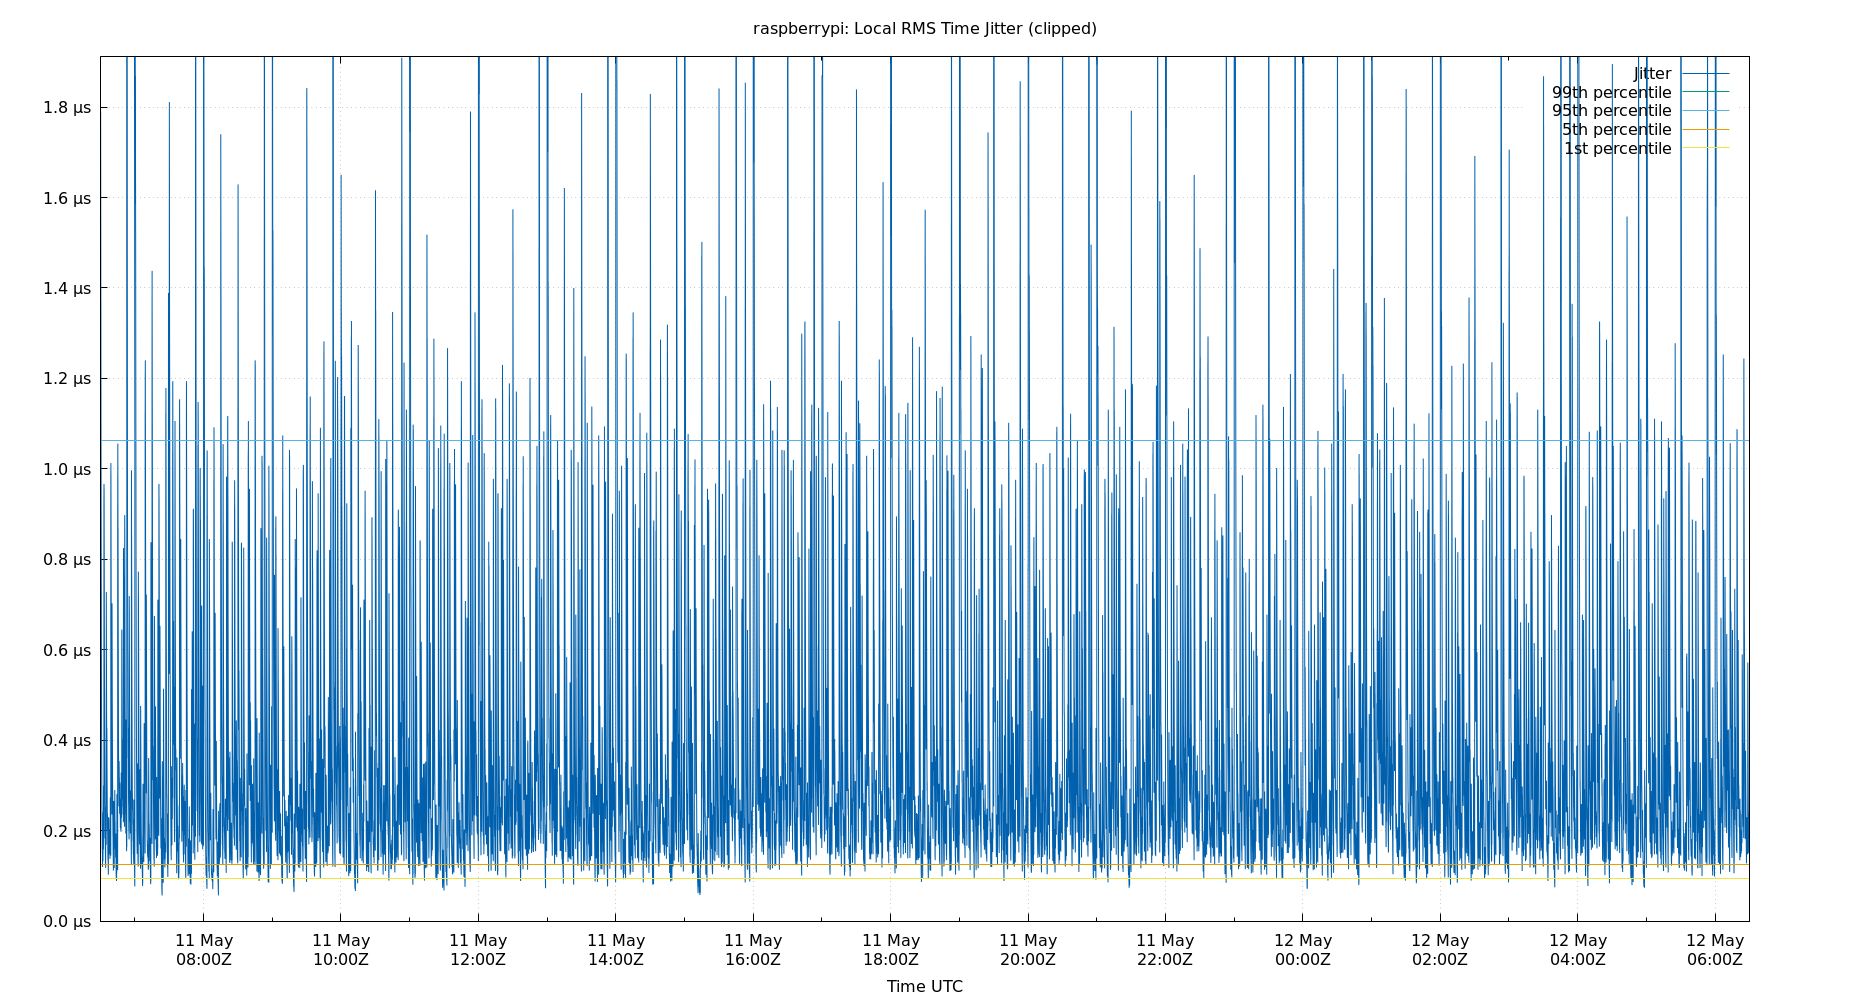 raspberrypi: Local RMS Time Jitter (clipped)
Jitter
99th percentile
95th percentile
5th percentile
1st percentile
1.8 µs
1.6 µs
1.4 µs
1.2 µs
1.0 µs
0.8 µs
0.6 µs
0.4 µs
0.2 µs
0.0 µs
11 May 11 May 11 May 11 May 11 May 11 May 11 May 11 May 12 May 12 May 12 May 12 May
08:00Z 10:00Z 12:00Z 14:00Z 16:00Z 18:00Z 20:00Z 22:00Z 00:00Z 02:00Z 04:00Z 06:00Z
Time UTC